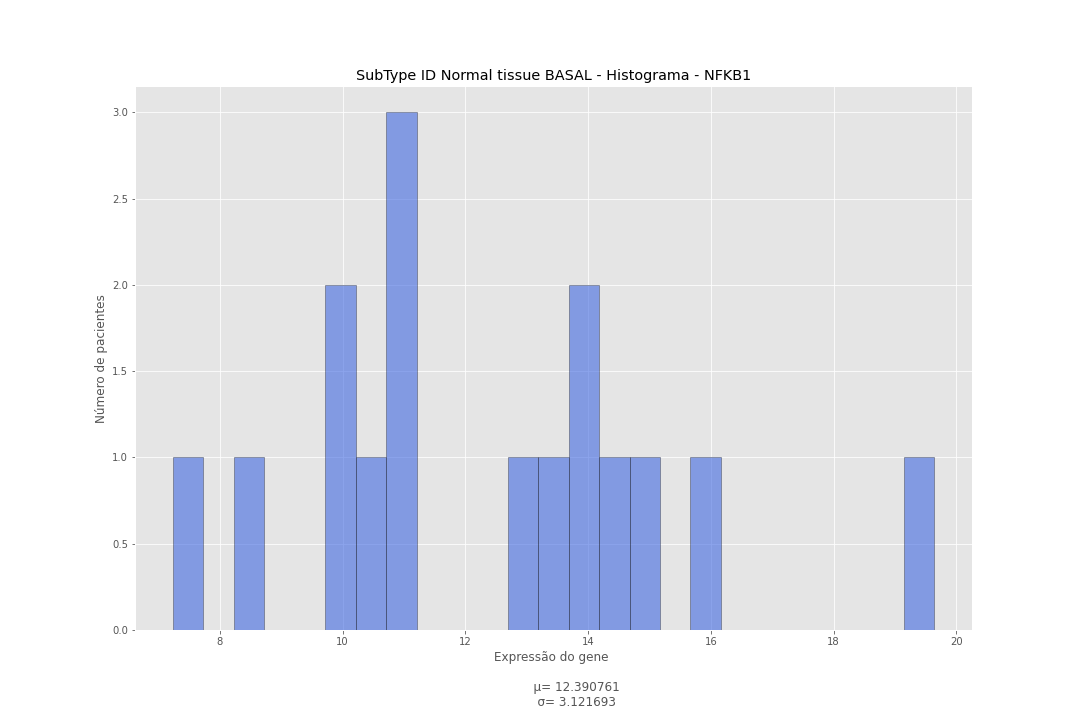 SubType ID Normal tissue BASAL - Histograma - NFKB1
3.0
2.5
2.0
1.5
1.0
0.5
0.0
Número de pacientes
8 10 12 14 16 18 20
Expressão do gene
μ= 12.390761
σ= 3.121693